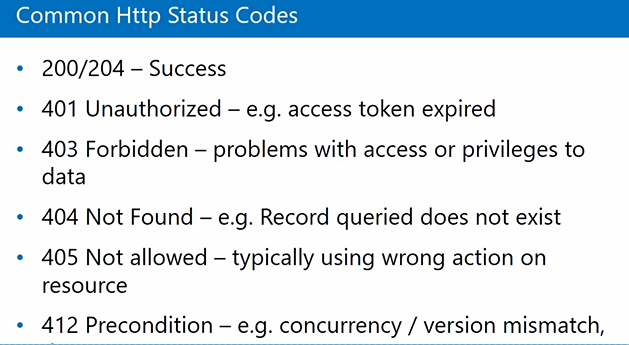 Common Http Status Codes
• 200/204 – Success
• 401 Unauthorized – e.g. access token expired
• 403 Forbidden – problems with access or privileges to
data
• 404 Not Found – e.g. Record queried does not exist
• 405 Not allowed – typically using wrong action on
resource
• 412 Precondition – e.g. concurrency / version mismatch,